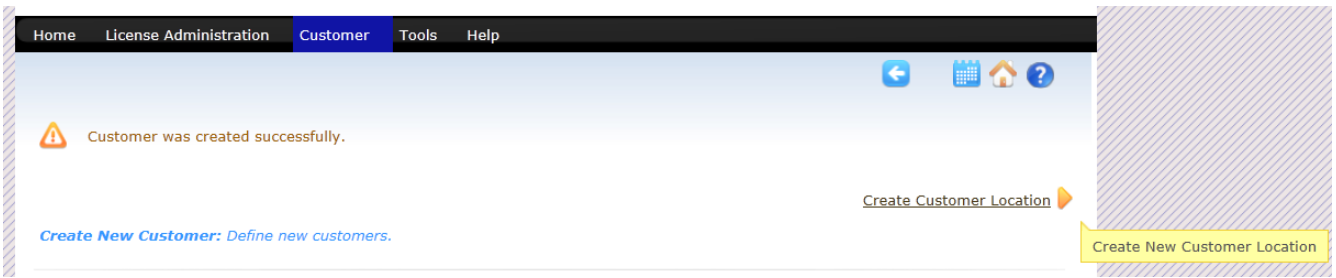 Home License Administration Customer Tools Help
Customer was created successfully.
Create Customer Location
Create New Customer: Define new customers.
Create New Customer Location